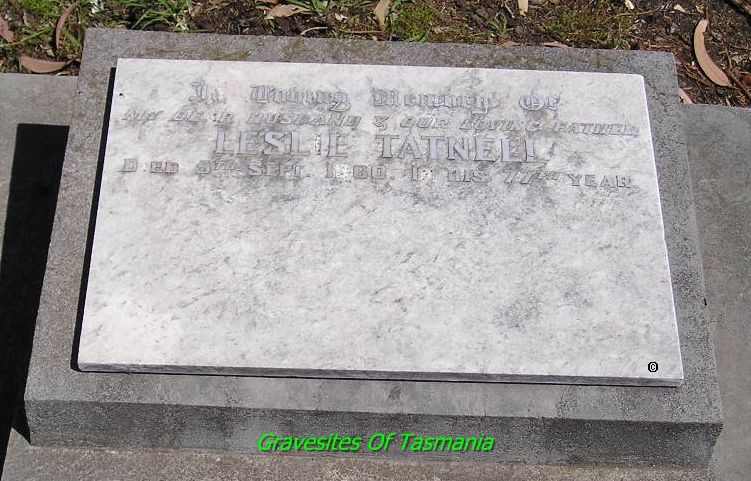 In Loving Memory Of
MY DEAR HUSBAND & OUR LOVING FATHER
LESLIE TATNELL
DIED 5TH SEPT. 1960. IN HIS 77TH YEAR.
©
Gravesites Of Tasmania